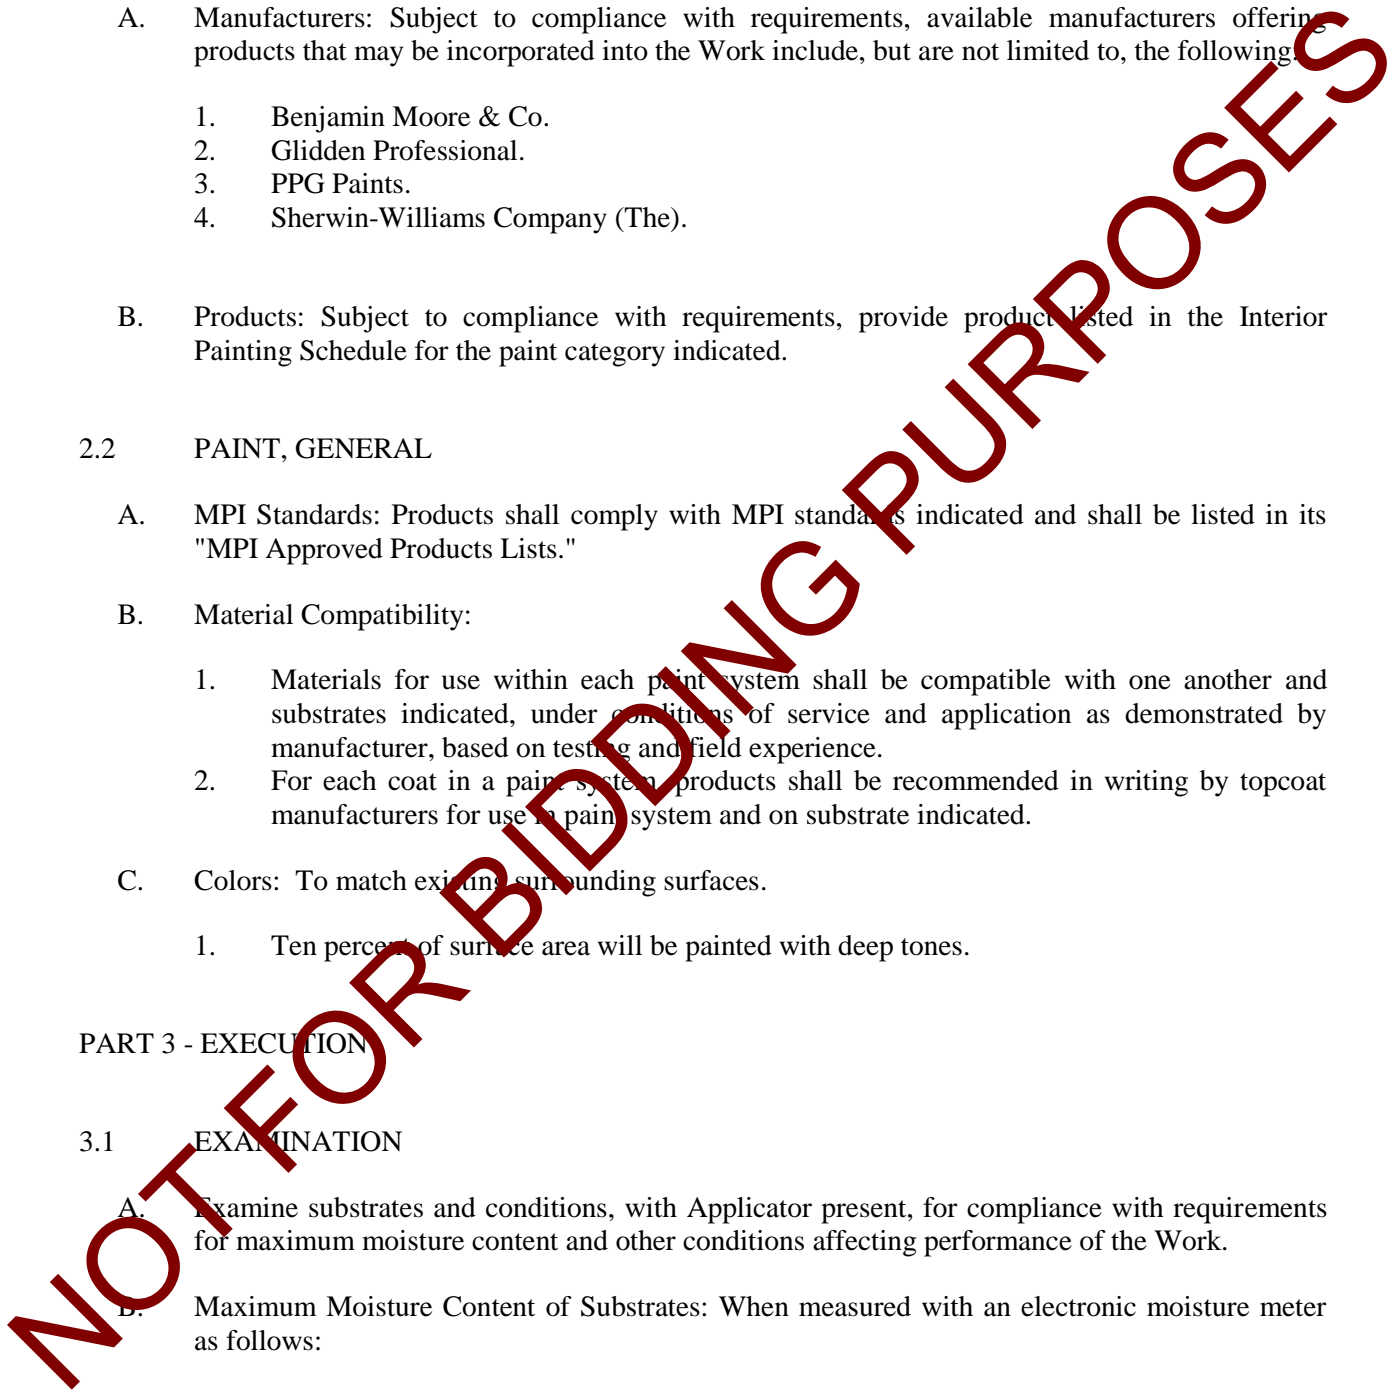 A. Manufacturers: Subject to compliance with requirements, available manufacturers offering
products that may be incorporated into the Work include, but are not limited to, the following:
1. Benjamin Moore & Co.
2. Glidden Professional.
3. PPG Paints.
4. Sherwin-Williams Company (The).
B. Products: Subject to compliance with requirements, provide product listed in the Interior
Painting Schedule for the paint category indicated.
2.2 PAINT, GENERAL
A. MPI Standards: Products shall comply with MPI standards indicated and shall be listed in its
"MPI Approved Products Lists."
B. Material Compatibility:
1. Materials for use within each paint system shall be compatible with one another and
substrates indicated, under conditions of service and application as demonstrated by
manufacturer, based on testing and field experience.
2. For each coat in a paint system, products shall be recommended in writing by topcoat
manufacturers for use in paint system and on substrate indicated.
C. Colors: To match existing surrounding surfaces.
1. Ten percent of surface area will be painted with deep tones.
PART 3 - EXECUTION
3.1 EXAMINATION
A. Examine substrates and conditions, with Applicator present, for compliance with requirements
for maximum moisture content and other conditions affecting performance of the Work.
B. Maximum Moisture Content of Substrates: When measured with an electronic moisture meter
as follows:
NOT FOR BIDDING PURPOSES